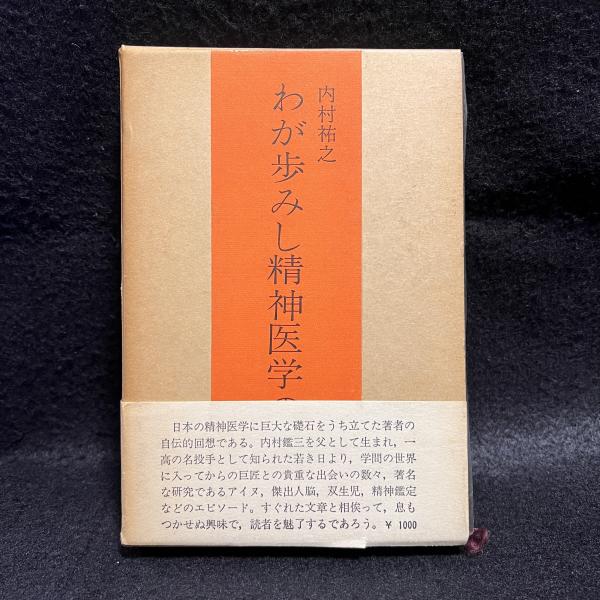 内村祐之
わが歩みし精神医学の
日本の精神医学に巨大な礎石をうち立てた著者の
自伝的回想である。内村鑑三を父として生まれ，一
高の名投手として知られた若き日より，学問の世界
に入ってからの巨匠との貴重な出会いの数々，著名
な研究であるアイヌ，傑出人脳，双生児，精神鑑定
などのエピソード。すぐれた文章と相俟って，息も
つかせぬ興味で，読者を魅了するであろう。¥ 1000